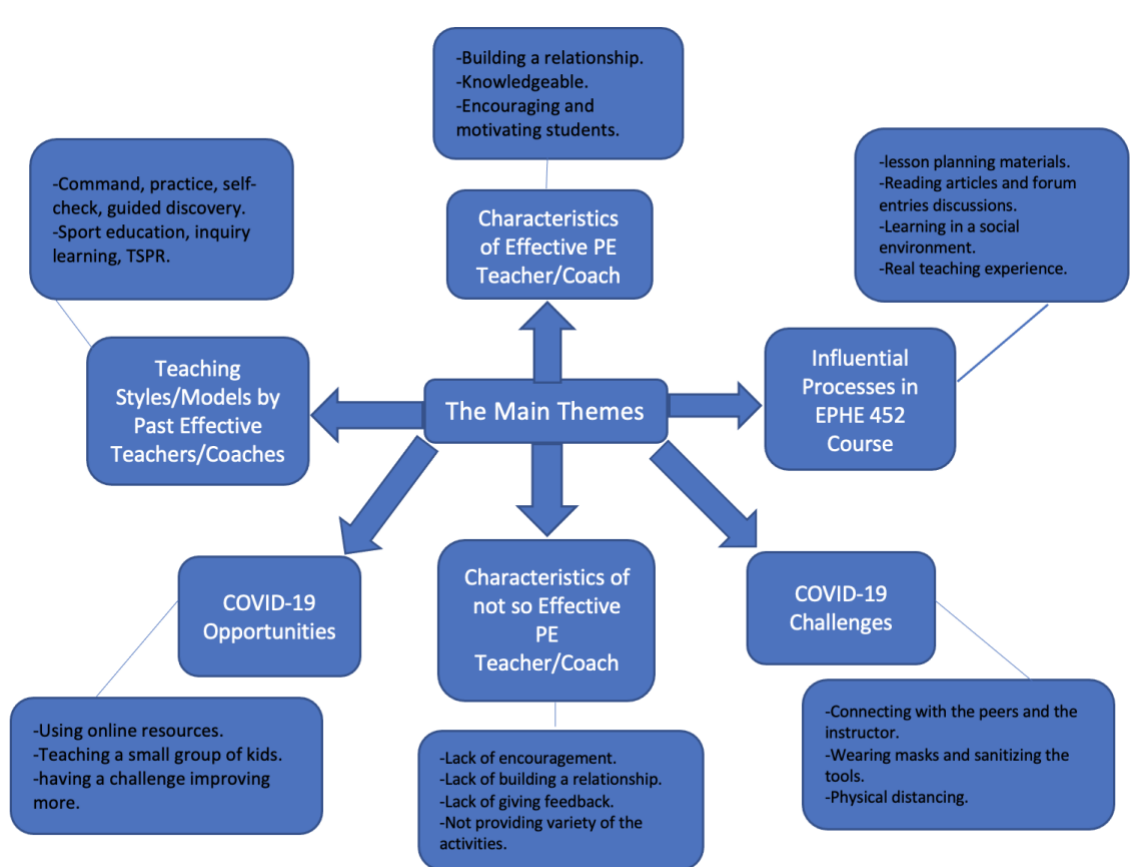 -Building a relationship.
-Knowledgeable.
-Encouraging and
motivating students.
Characteristics
of Effective PE
Teacher/Coach
-Command, practice, self-
check, guided discovery.
-Sport education, inquiry
learning, TSPR.
Teaching
Styles/Models by
Past Effective
Teachers/Coaches
-lesson planning materials.
-Reading articles and forum
entries discussions.
-Learning in a social
environment.
-Real teaching experience.
Influential
Processes in
EPHE 452
Course
The Main Themes
COVID-19
Opportunities
-Using online resources.
-Teaching a small group of kids.
-having a challenge improving
more.
Characteristics of
not so Effective
PE
Teacher/Coach
-Lack of encouragement.
-Lack of building a relationship.
-Lack of giving feedback.
-Not providing variety of the
activities.
COVID-19
Challenges
-Connecting with the peers and the
instructor.
-Wearing masks and sanitizing the
tools.
-Physical distancing.